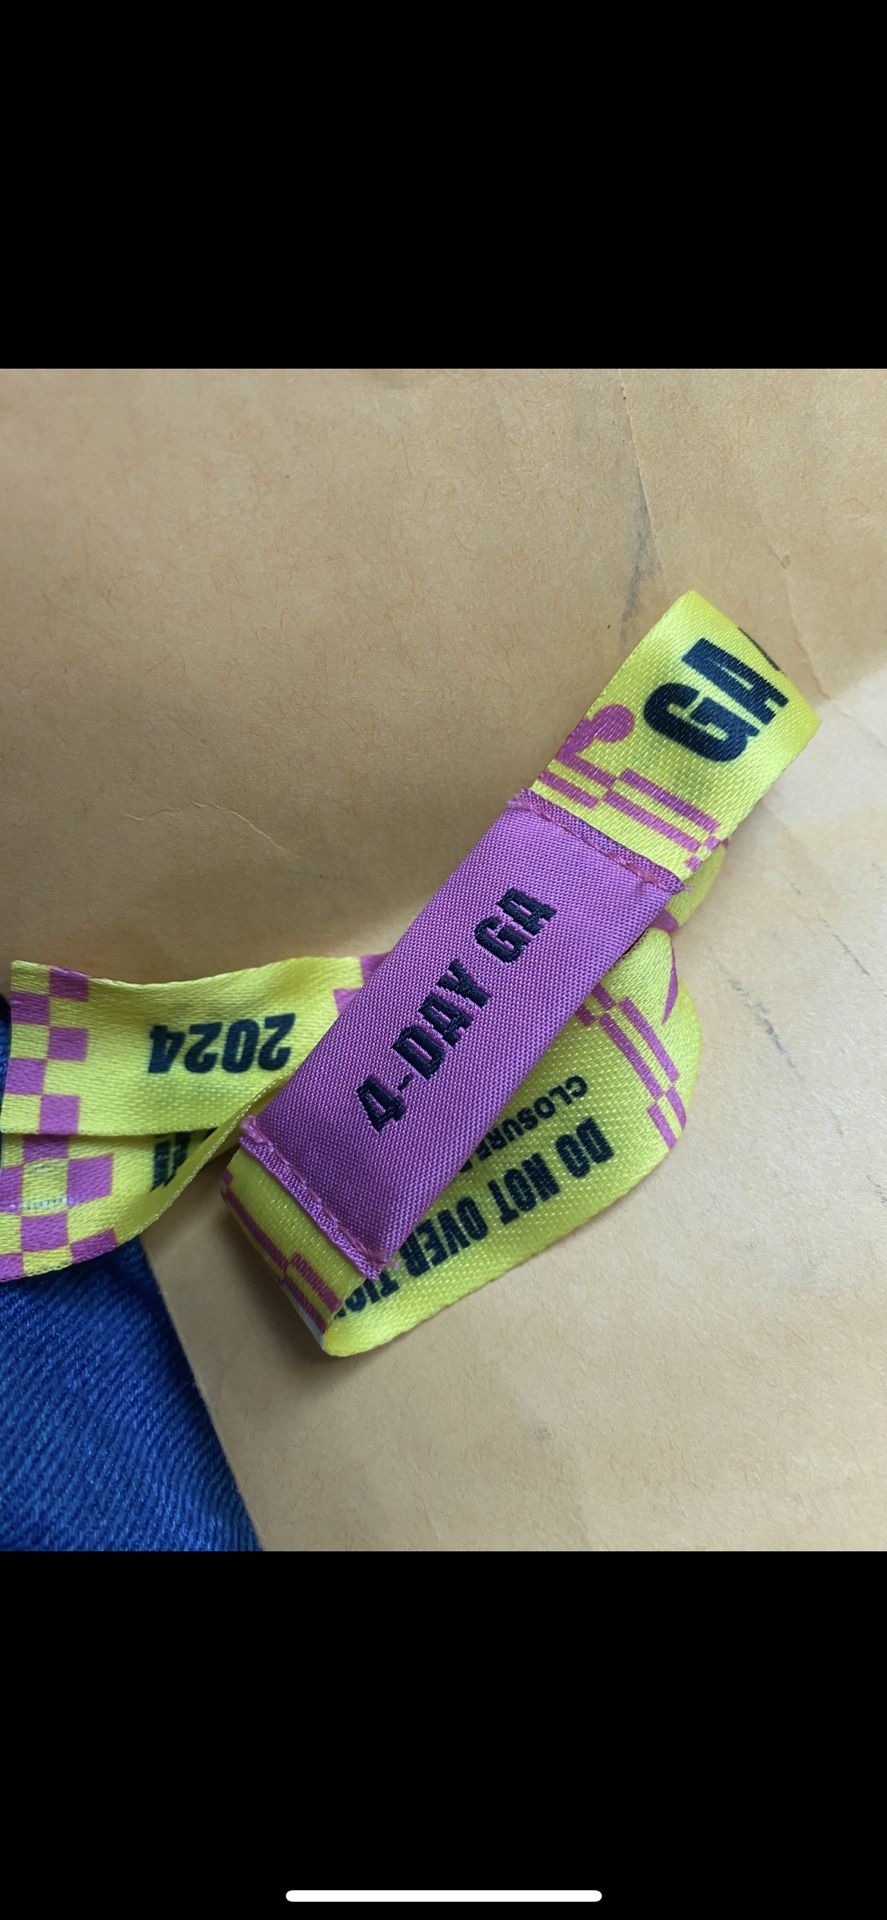 GA
4-DAY GA
2024
CLOSURE
DO NOT OVER